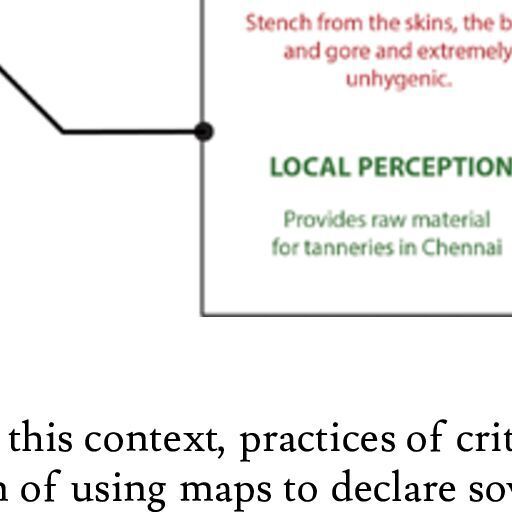 Stench from the skins, the b
and gore and extremely
unhygenic.
LOCAL PERCEPTION
Provides raw material
for tanneries in Chennai
this context, practices of crit
n of using maps to declare sov